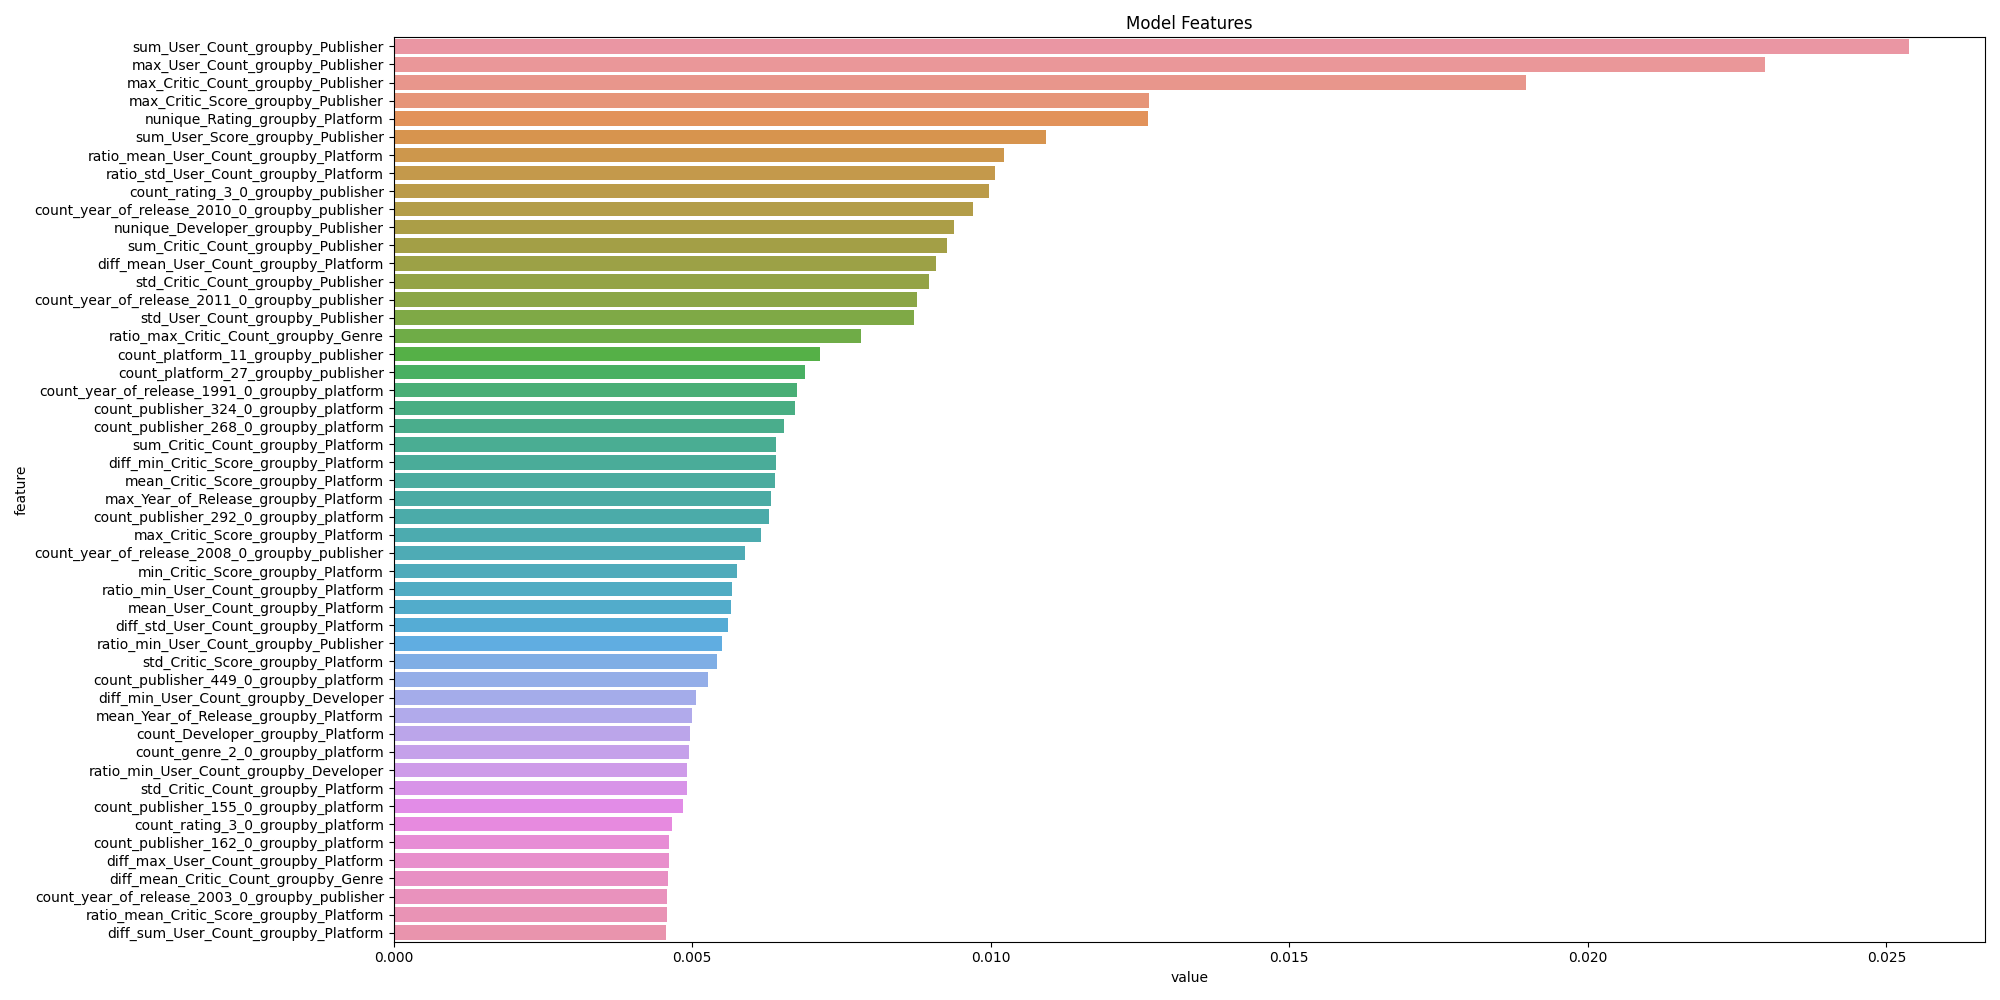 Model Features
sum_User_Count_groupby_Publisher
max_User_Count_groupby_Publisher
max_Critic_Count_groupby_Publisher
max_Critic_Score_groupby_Publisher
nunique_Rating_groupby_Platform
sum_User_Score_groupby_Publisher
ratio_mean_User_Count_groupby_Platform
ratio_std_User_Count_groupby_Platform
count_rating_3_0_groupby_publisher
count_year_of_release_2010_0_groupby_publisher
nunique_Developer_groupby_Publisher
sum_Critic_Count_groupby_Publisher
diff_mean_User_Count_groupby_Platform
std_Critic_Count_groupby_Publisher
count_year_of_release_2011_0_groupby_publisher
std_User_Count_groupby_Publisher
ratio_max_Critic_Count_groupby_Genre
count_platform_11_groupby_publisher
count_platform_27_groupby_publisher
count_year_of_release_1991_0_groupby_platform
count_publisher_324_0_groupby_platform
count_publisher_268_0_groupby_platform
sum_Critic_Count_groupby_Platform
diff_min_Critic_Score_groupby_Platform
mean_Critic_Score_groupby_Platform
max_Year_of_Release_groupby_Platform
count_publisher_292_0_groupby_platform
max_Critic_Score_groupby_Platform
count_year_of_release_2008_0_groupby_publisher
min_Critic_Score_groupby_Platform
ratio_min_User_Count_groupby_Platform
mean_User_Count_groupby_Platform
diff_std_User_Count_groupby_Platform
ratio_min_User_Count_groupby_Publisher
std_Critic_Score_groupby_Platform
count_publisher_449_0_groupby_platform
diff_min_User_Count_groupby_Developer
mean_Year_of_Release_groupby_Platform
count_Developer_groupby_Platform
count_genre_2_0_groupby_platform
ratio_min_User_Count_groupby_Developer
std_Critic_Count_groupby_Platform
count_publisher_155_0_groupby_platform
count_rating_3_0_groupby_platform
count_publisher_162_0_groupby_platform
diff_max_User_Count_groupby_Platform
diff_mean_Critic_Count_groupby_Genre
count_year_of_release_2003_0_groupby_publisher
ratio_mean_Critic_Score_groupby_Platform
diff_sum_User_Count_groupby_Platform
feature
0.000 0.005 0.010 0.015 0.020 0.025
value